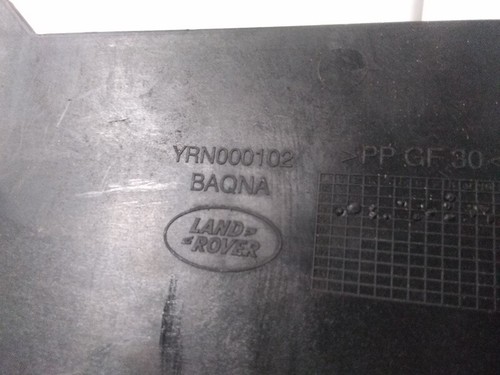 YRN000102
>PP GF 30<
BAQNA
LAND
ROVER